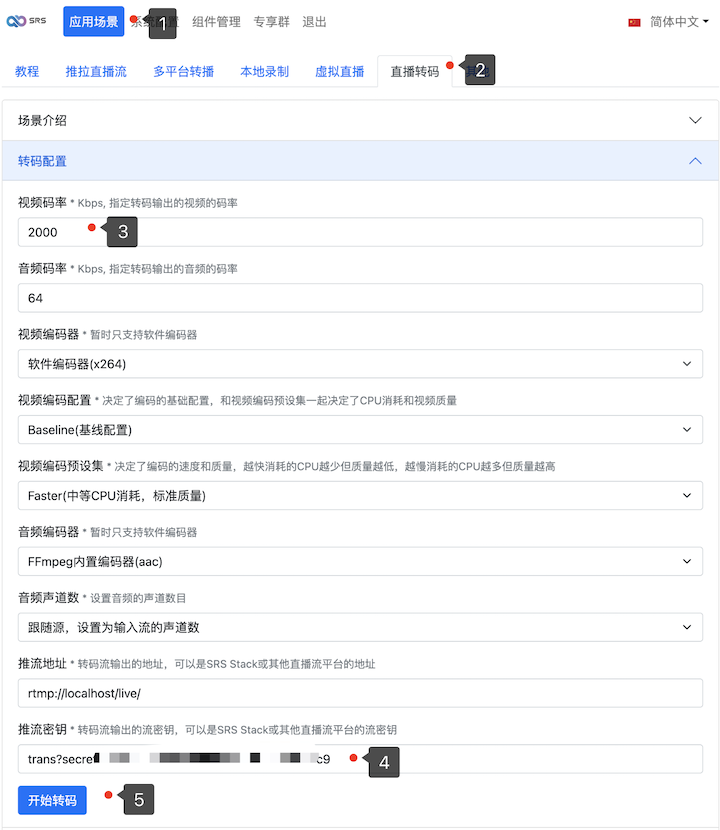 SRS 应用场景 1 组件管理 专享群 退出 简体中文
教程 推拉直播流 多平台转播 本地录制 虚拟直播 直播转码 2
场景介绍
转码配置
视频码率 * Kbps, 指定转码输出的视频的码率
2000 3
音频码率 * Kbps, 指定转码输出的音频的码率
64
视频编码器 * 暂时只支持软件编码器
软件编码器(x264)
视频编码配置 * 决定了编码的基础配置，和视频编码预设集一起决定了CPU消耗和视频质量
Baseline(基线配置)
视频编码预设集 * 决定了编码的速度和质量，越快消耗的CPU越少但质量越低，越慢消耗的CPU越多但质量越高
Faster(中等CPU消耗，标准质量)
音频编码器 * 暂时只支持软件编码器
FFmpeg内置编码器(aac)
音频声道数 * 设置音频的声道数目
跟随源，设置为输入流的声道数
推流地址 * 转码流输出的地址，可以是SRS Stack或其他直播流平台的地址
rtmp://localhost/live/
推流密钥 * 转码流输出的流密钥，可以是SRS Stack或其他直播流平台的流密钥
trans?secre c9 4
开始转码 5